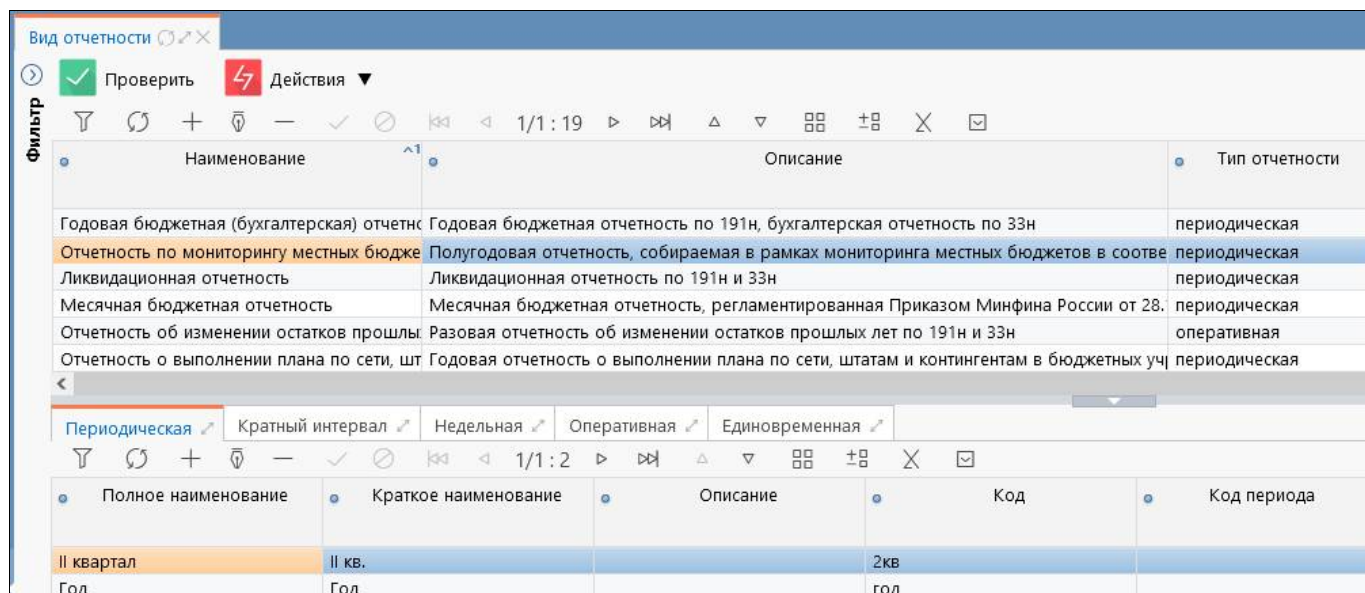 Вид отчетности
Фильтр
Проверить Действия ▼
1/1 : 19
Наименование ^1 Описание Тип отчетности
Годовая бюджетная (бухгалтерская) отчетно Годовая бюджетная отчетность по 191н, бухгалтерская отчетность по 33н периодическая
Отчетность по мониторингу местных бюдже Полугодовая отчетность, собираемая в рамках мониторинга местных бюджетов в соотве периодическая
Ликвидационная отчетность Ликвидационная отчетность по 191н и 33н периодическая
Месячная бюджетная отчетность Месячная бюджетная отчетность, регламентированная Приказом Минфина России от 28. периодическая
Отчетность об изменении остатков прошлы Разовая отчетность об изменении остатков прошлых лет по 191н и 33н оперативная
Отчетность о выполнении плана по сети, шт Годовая отчетность о выполнении плана по сети, штатам и контингентам в бюджетных уч периодическая
Периодическая Кратный интервал Недельная Оперативная Единовременная
1/1 : 2
Полное наименование Краткое наименование Описание Код Код периода
II квартал II кв. 2кв
Год Год год